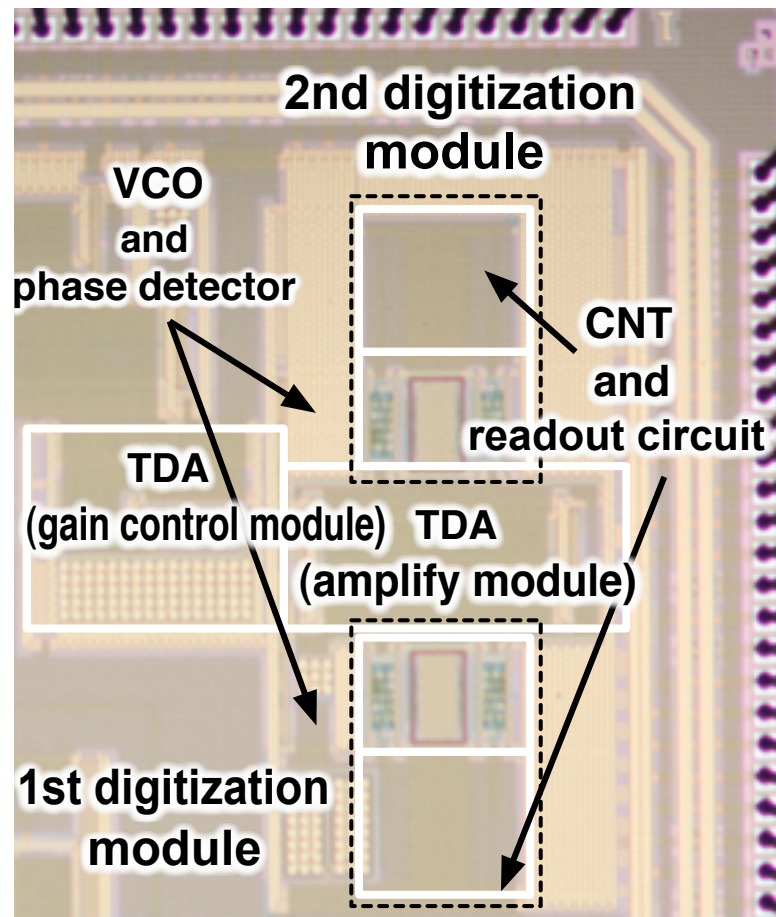 2nd digitization
module
VCO
and
phase detector
CNT
and
readout circuit
TDA
(gain control module)
TDA
(amplify module)
1st digitization
module